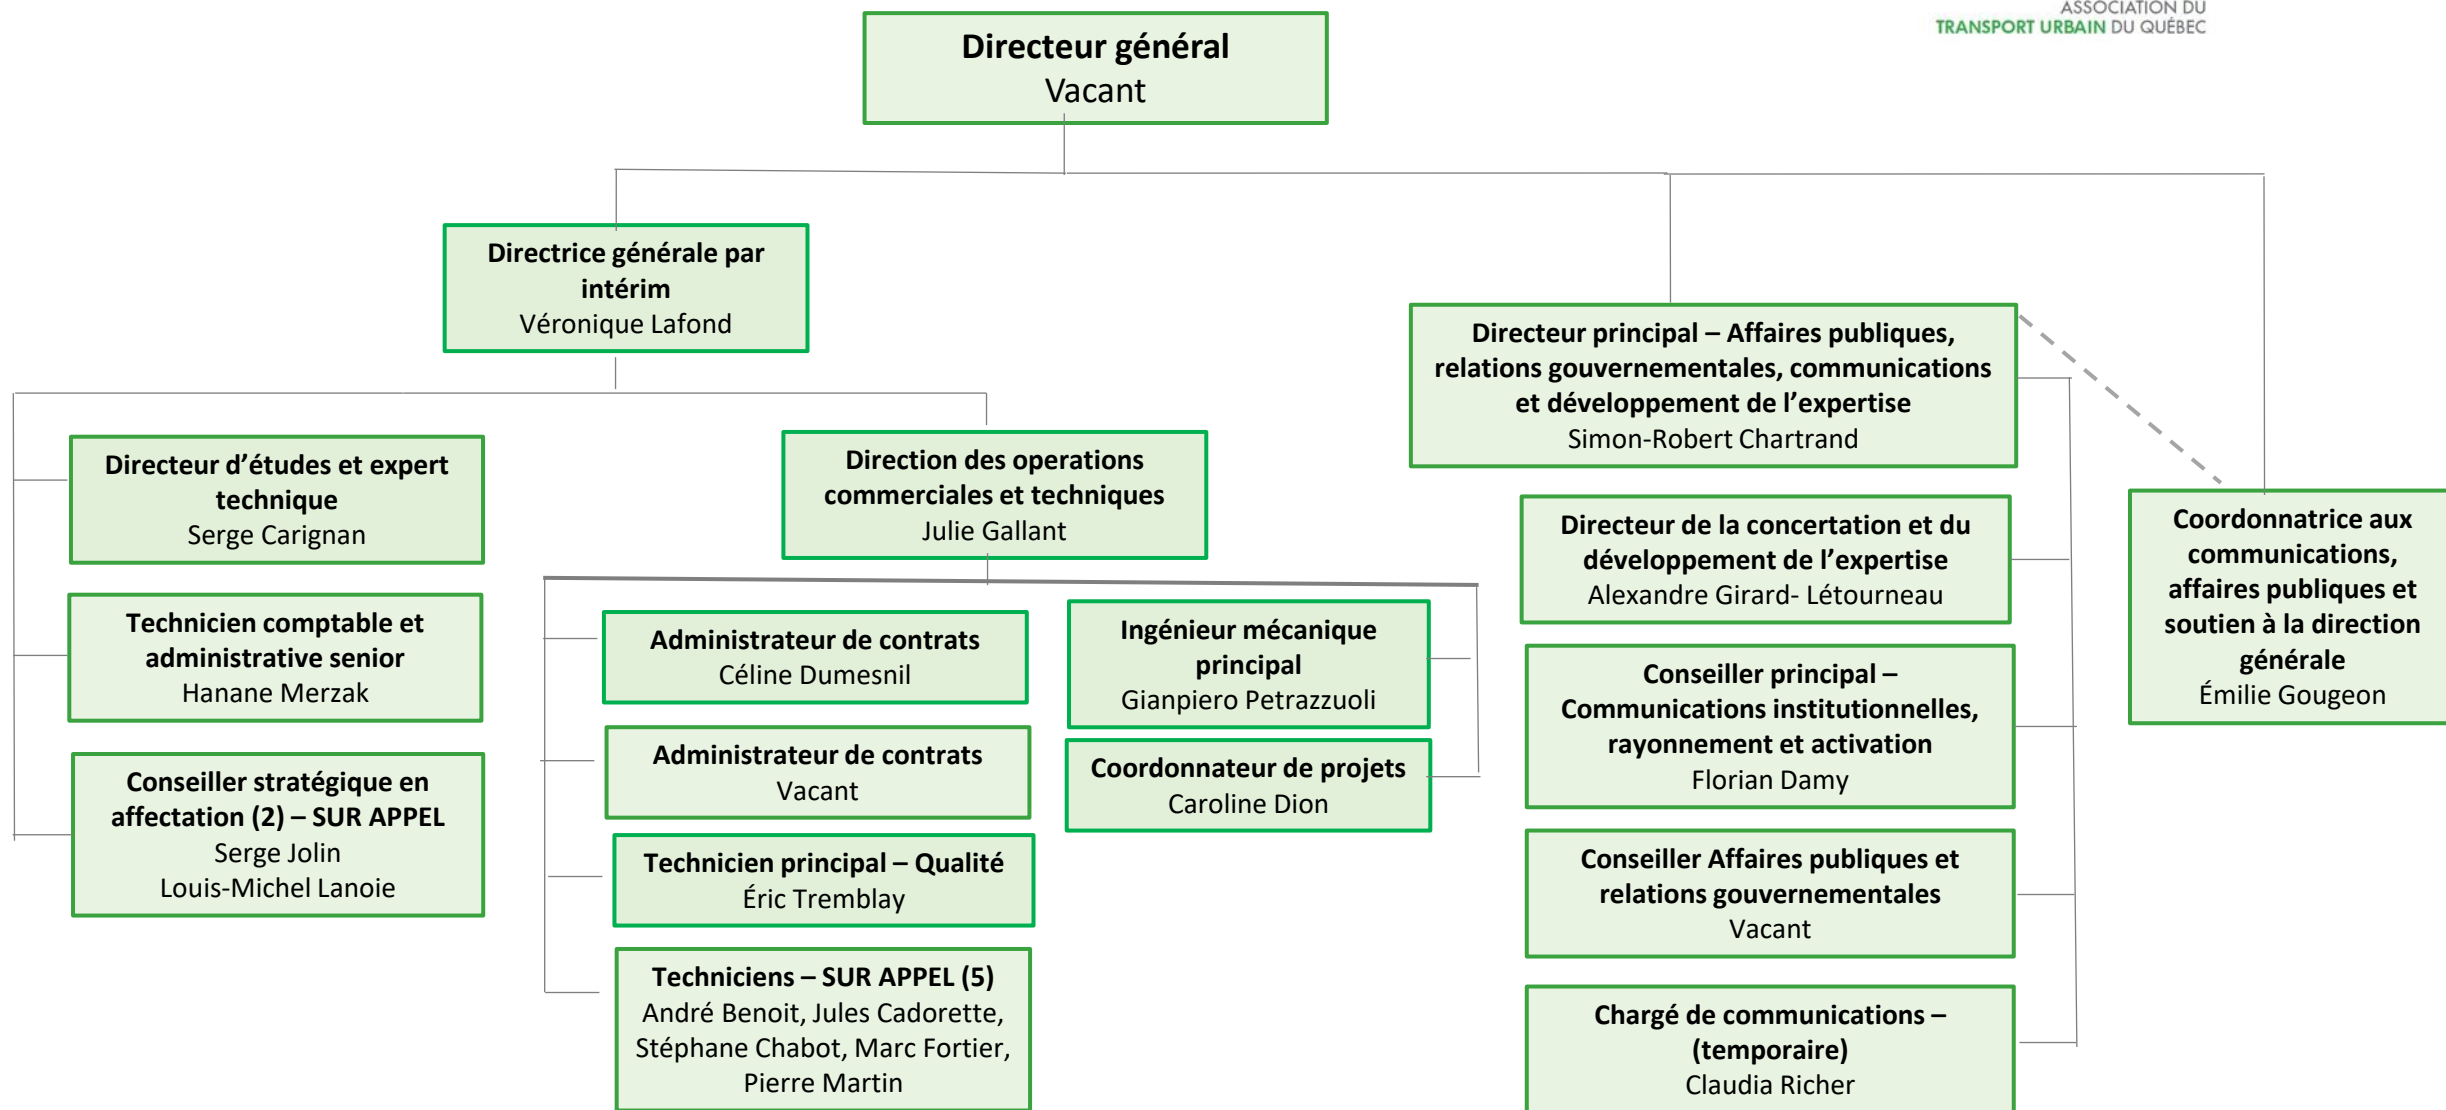 ASSOCIATION DU
TRANSPORT URBAIN DU QUÉBEC
Directeur général
Vacant
Directrice générale par
intérim
Véronique Lafond
Directeur principal – Affaires publiques,
relations gouvernementales, communications
et développement de l’expertise
Simon-Robert Chartrand
Directeur d’études et expert
technique
Serge Carignan
Technicien comptable et
administrative senior
Hanane Merzak
Conseiller stratégique en
affectation (2) – SUR APPEL
Serge Jolin
Louis-Michel Lanoie
Direction des operations
commerciales et techniques
Julie Gallant
Administrateur de contrats
Céline Dumesnil
Administrateur de contrats
Vacant
Technicien principal – Qualité
Éric Tremblay
Techniciens – SUR APPEL (5)
André Benoit, Jules Cadorette,
Stéphane Chabot, Marc Fortier,
Pierre Martin
Ingénieur mécanique
principal
Gianpiero Petrazzuoli
Coordonnateur de projets
Caroline Dion
Directeur de la concertation et du
développement de l’expertise
Alexandre Girard- Létourneau
Conseiller principal –
Communications institutionnelles,
rayonnement et activation
Florian Damy
Conseiller Affaires publiques et
relations gouvernementales
Vacant
Chargé de communications –
(temporaire)
Claudia Richer
Coordonnatrice aux
communications,
affaires publiques et
soutien à la direction
générale
Émilie Gougeon